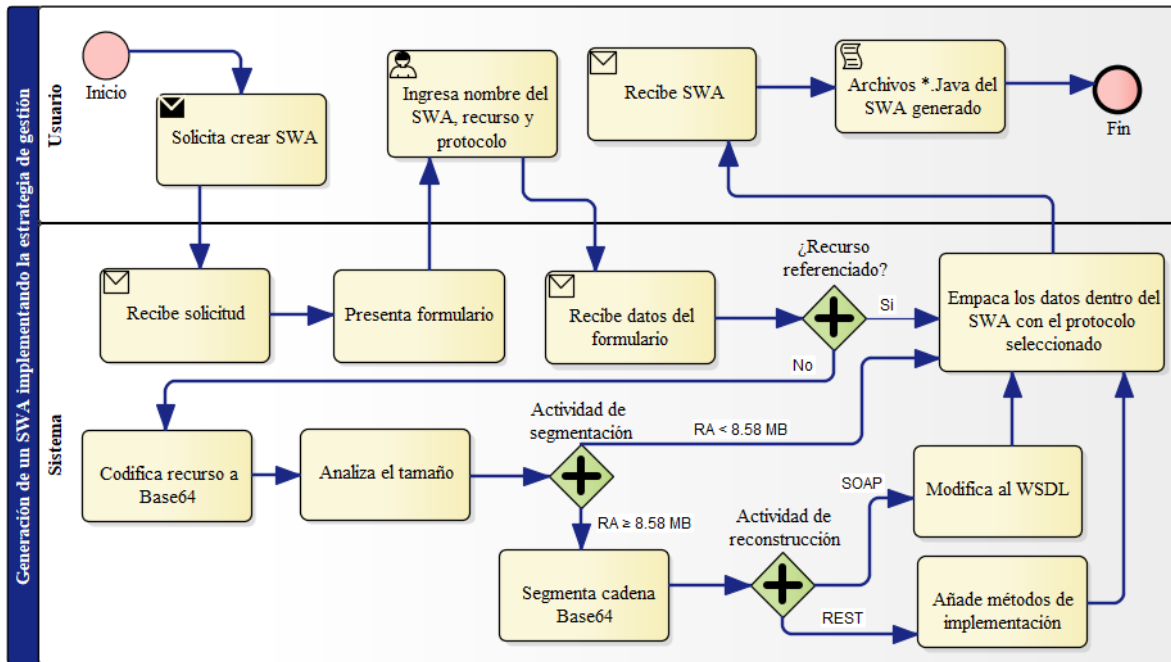 Generación de un SWA implementando la estrategia de gestión
Usuario
Inicio
Solicita crear SWA
Ingresa nombre del
SWA, recurso y
protocolo
Recibe SWA
Archivos *.Java del
SWA generado
Fin
Sistema
Recibe solicitud
Presenta formulario
Recibe datos del
formulario
¿Recurso
referenciado?
Si
No
Empaca los datos dentro del
SWA con el protocolo
seleccionado
Codifica recurso a
Base64
Analiza el tamaño
Actividad de
segmentación
RA < 8.58 MB
RA ≥ 8.58 MB
Segmenta cadena
Base64
Actividad de
reconstrucción
SOAP
REST
Modifica al WSDL
Añade métodos de
implementación